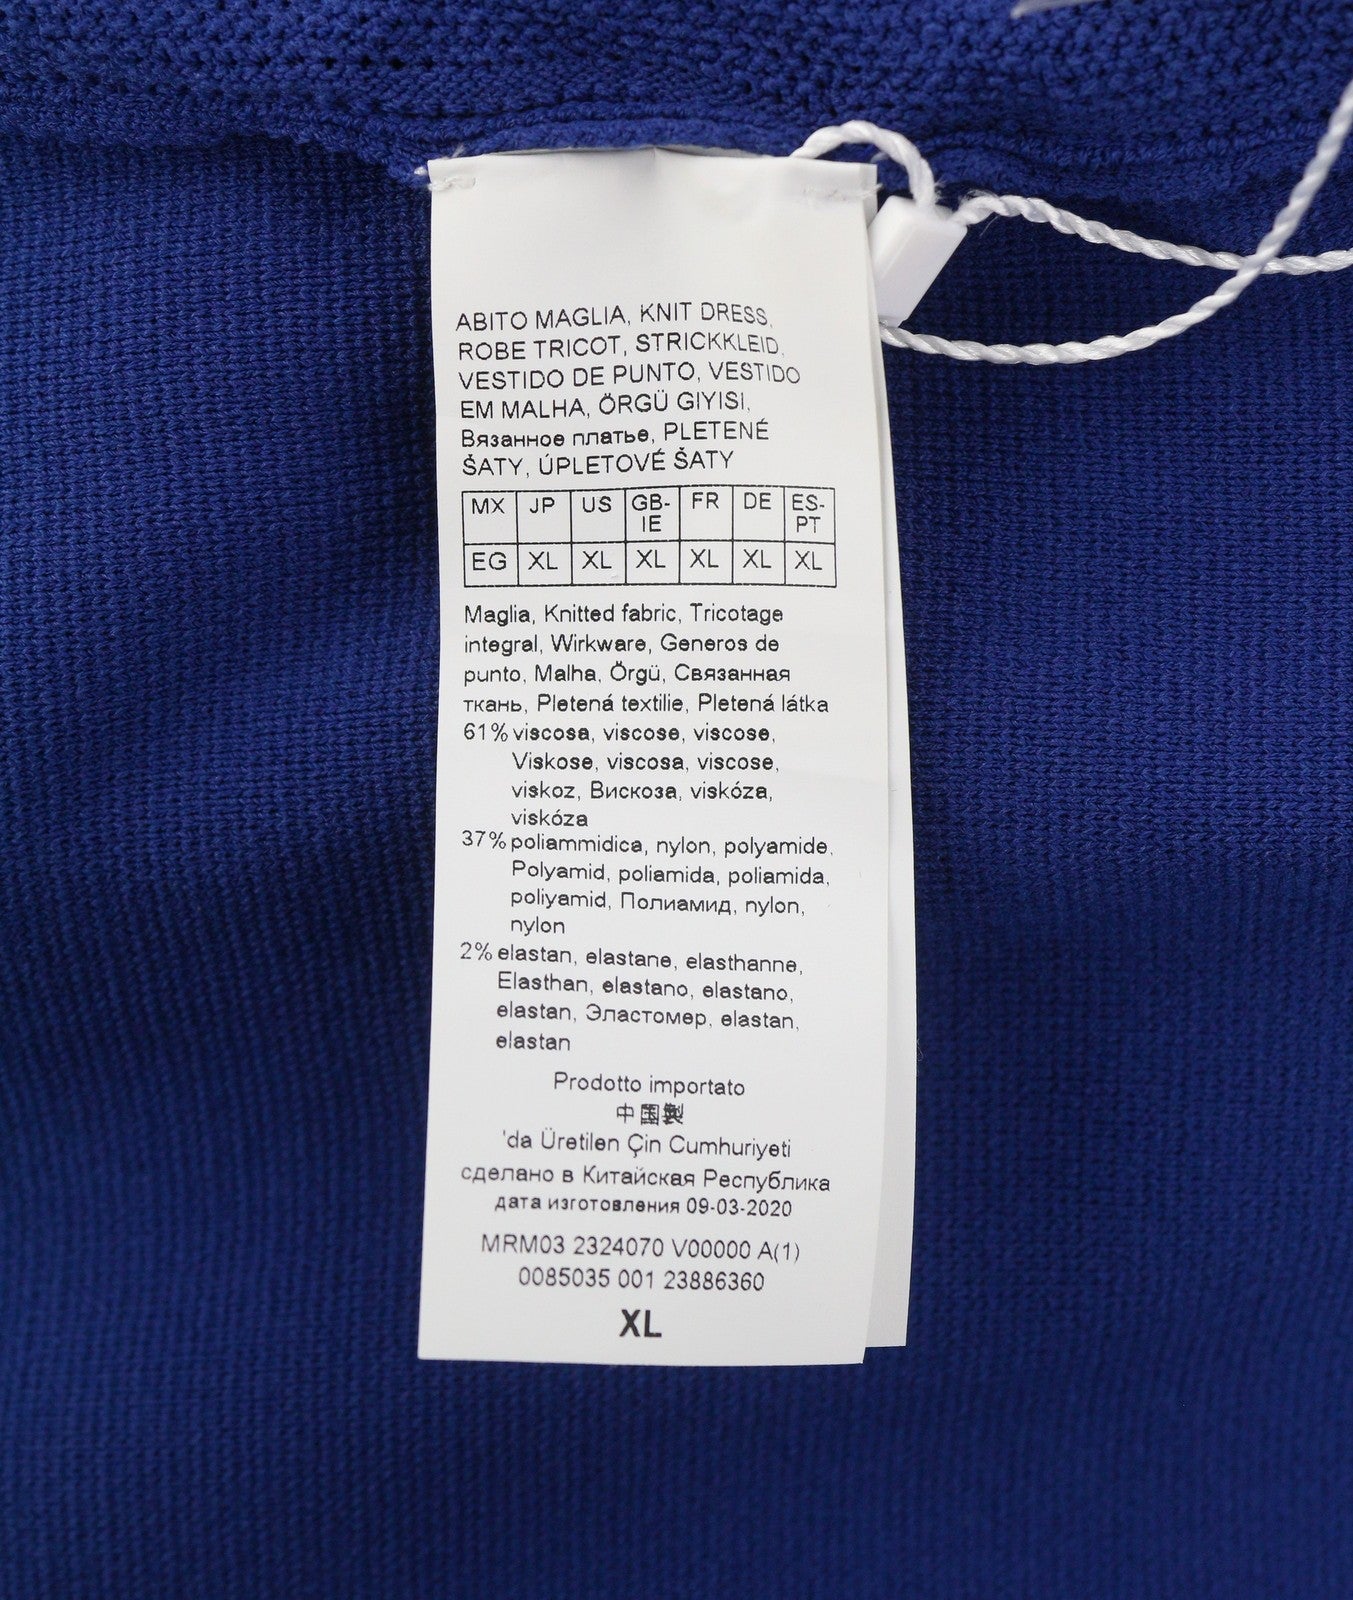 ABITO MAGLIA, KNIT DRESS,
ROBE TRICOT, STRICKKLEID,
VESTIDO DE PUNTO, VESTIDO
EM MALHA, ÖRGÜ GIYISI,
Вязанное платье, PLETENÉ
ŠATY, ÚPLETOVÉ ŠATY
MX JP US GB-IE FR DE ES-PT
EG XL XL XL XL XL XL
Maglia, Knitted fabric, Tricotage
integral, Wirkware, Generos de
punto, Malha, Örgü, Связанная
ткань, Pletená textilie, Pletená látka
61% viscosa, viscose, viscose,
Viskose, viscosa, viscose,
viskoz, Вискоза, viskóza,
viskóza
37% poliammidica, nylon, polyamide,
Polyamid, poliamida, poliamida,
poliyamid, Полиамид, nylon,
nylon
2% elastan, elastane, elasthanne,
Elasthan, elastano, elastano,
elastan, Эластомер, elastan,
elastan
Prodotto importato
中国製
'da Üretilen Çin Cumhuriyeti
сделано в Китайская Республика
дата изготовления 09-03-2020
MRM03 2324070 V00000 A(1)
0085035 001 23886360
XL